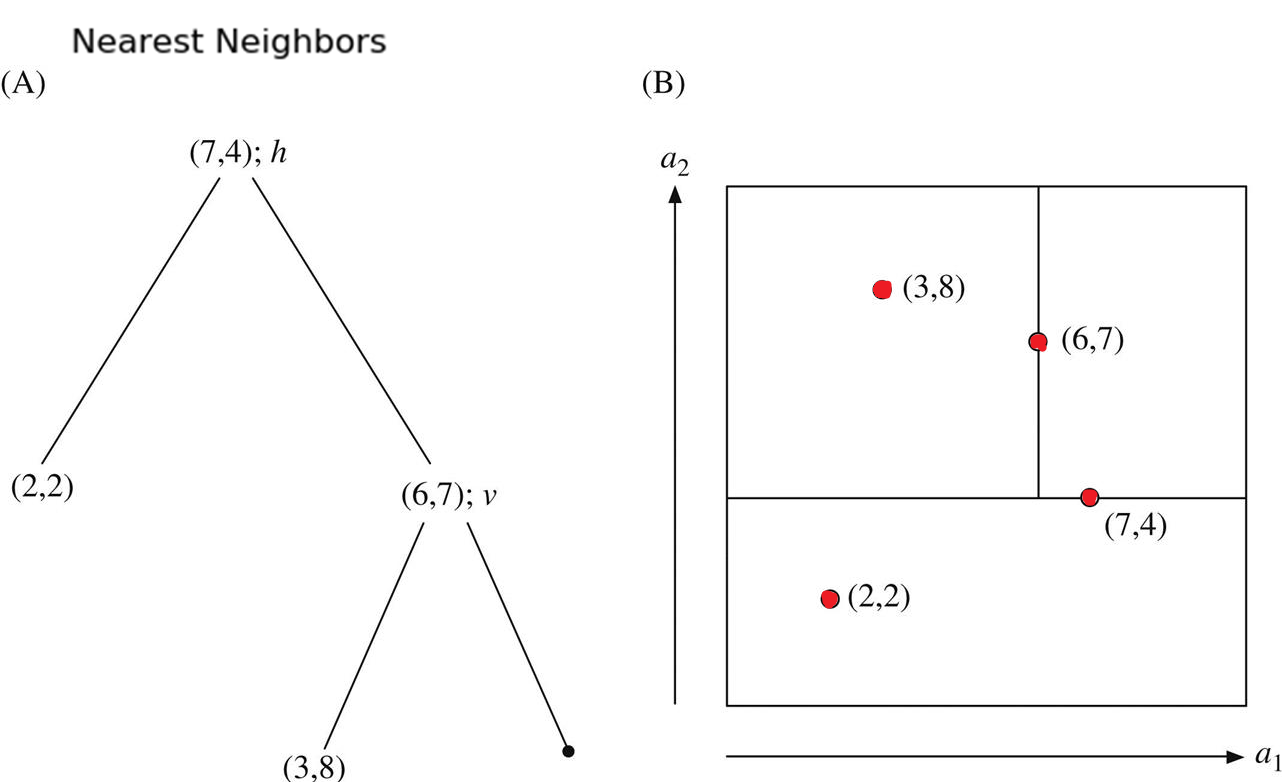 Nearest Neighbors
(A)
(7,4); h
(2,2)
(6,7); v
(3,8)
(B)
a2
(3,8)
(6,7)
(7,4)
(2,2)
a1